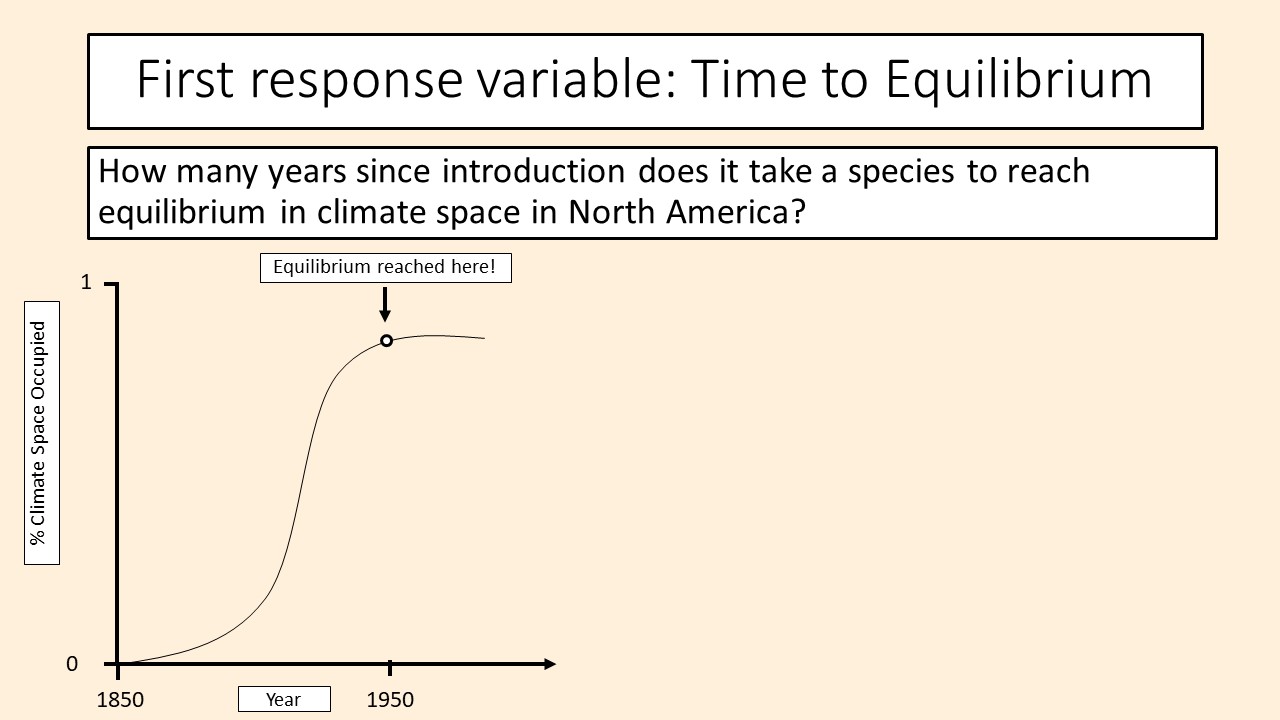 First response variable: Time to Equilibrium
How many years since introduction does it take a species to reach
equilibrium in climate space in North America?
Equilibrium reached here!
1
% Climate Space Occupied
0
1850
Year
1950